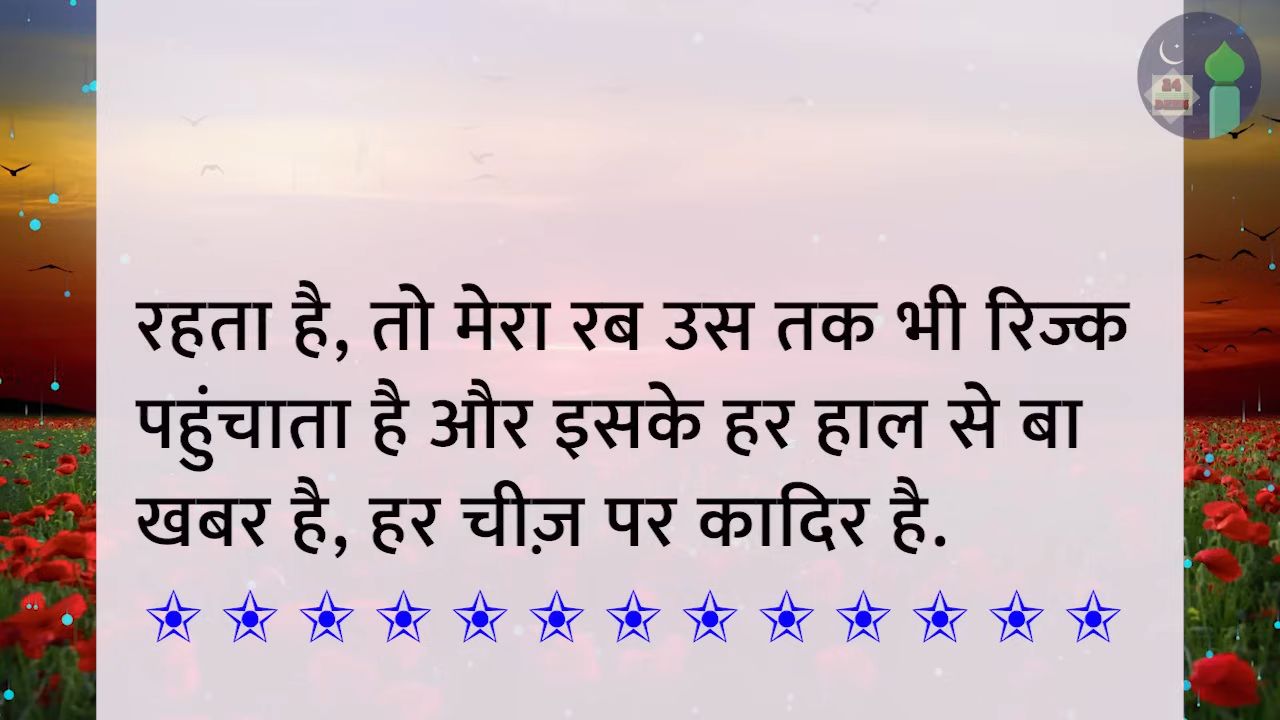 रहता है, तो मेरा रब उस तक भी रिज्क
पहुंचाता है और इसके हर हाल से बा
खबर है, हर चीज़ पर कादिर है.